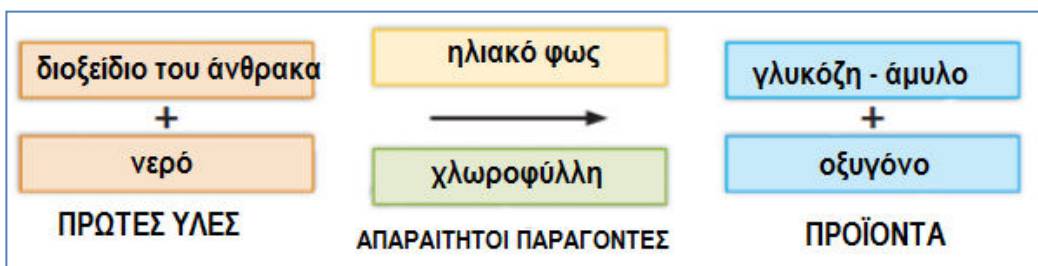 διοξείδιο του άνθρακα
+
νερό
ΠΡΩΤΕΣ ΥΛΕΣ
ηλιακό φως
χλωροφύλλη
ΑΠΑΡΑΙΤΗΤΟΙ ΠΑΡΑΓΟΝΤΕΣ
γλυκόζη - άμυλο
+
οξυγόνο
ΠΡΟΪΟΝΤΑ